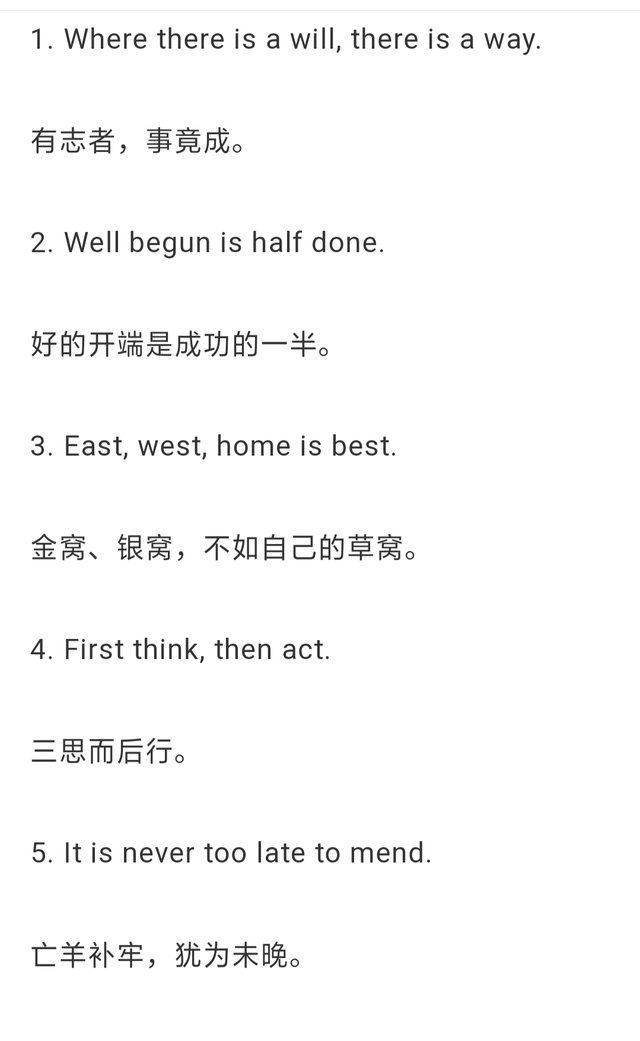 1. Where there is a will, there is a way.
有志者，事竟成。
2. Well begun is half done.
好的开端是成功的一半。
3. East, west, home is best.
金窝、银窝，不如自己的草窝。
4. First think, then act.
三思而后行。
5. It is never too late to mend.
亡羊补牢，犹为未晚。